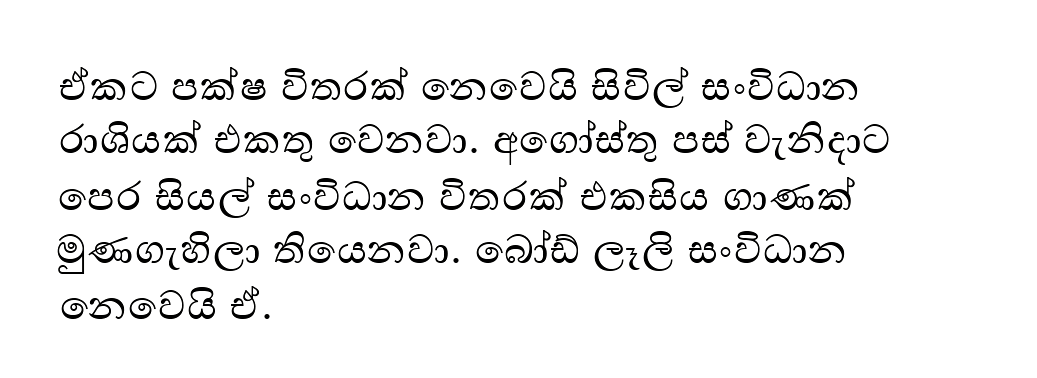 ඒකට පක්ෂ විතරක් නෙවෙයි සිවිල් සංවිධාන
රාශියක් එකතු වෙනවා. අගෝස්තු පස් වැනිදාට
පෙර සියල් සංවිධාන විතරක් එකසිය ගාණක්
මුණගැහිලා තියෙනවා. බෝඩ් ලෑලි සංවිධාන
නෙවෙයි ඒ.